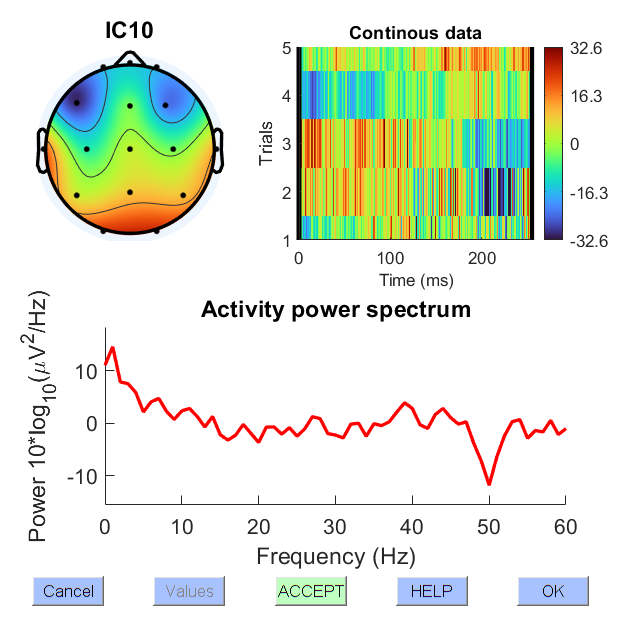 IC10
Continous data
5
4
3
2
1
Trials
0
100
200
Time (ms)
32.6
16.3
0
-16.3
-32.6
Activity power spectrum
Power 10*log10(μV2/Hz)
10
0
-10
0
10
20
30
40
50
60
Frequency (Hz)
Cancel
Values
ACCEPT
HELP
OK